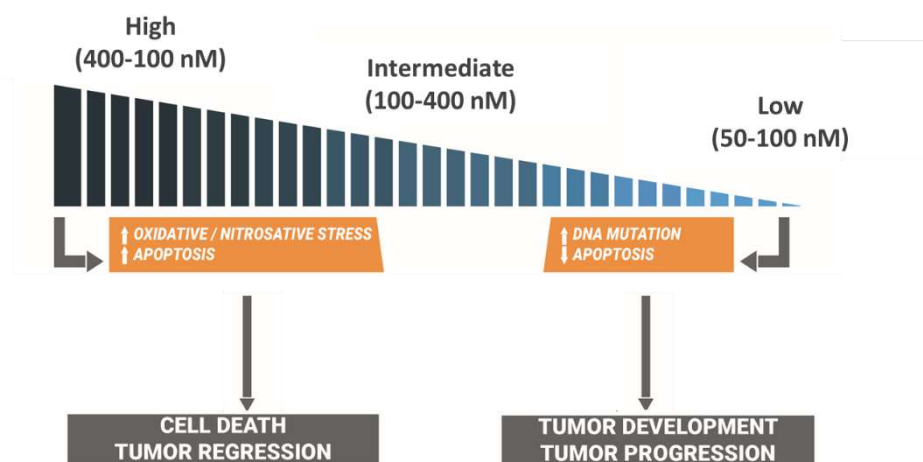 High
(400-100 nM)
Intermediate
(100-400 nM)
Low
(50-100 nM)
↑ OXIDATIVE / NITROSATIVE STRESS
↑ APOPTOSIS
↑ DNA MUTATION
↓ APOPTOSIS
CELL DEATH
TUMOR REGRESSION
TUMOR DEVELOPMENT
TUMOR PROGRESSION